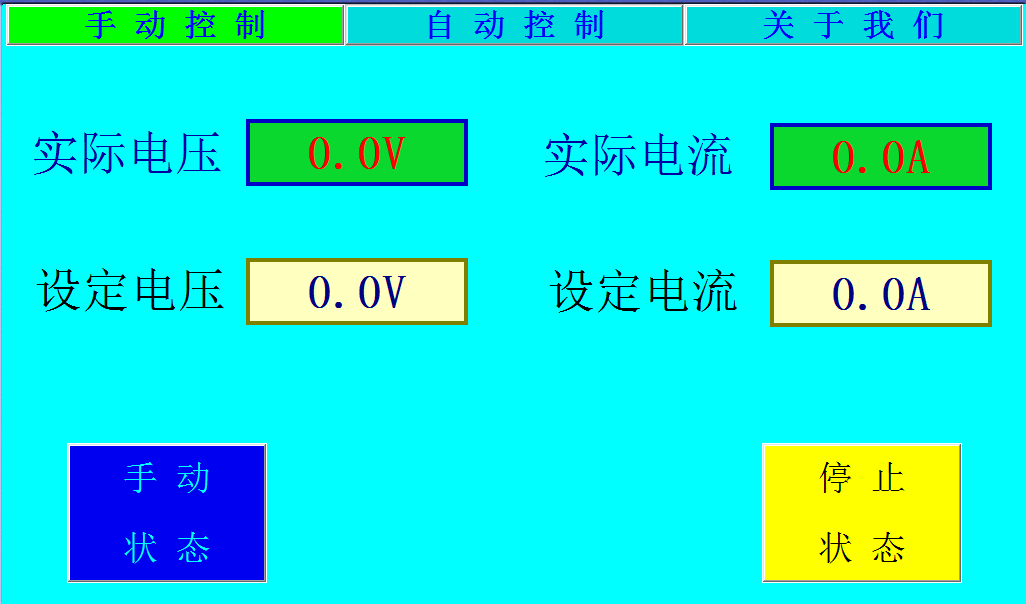 手动控制 自动控制 关于我们
实际电压 0.0V 实际电流 0.0A
设定电压 0.0V 设定电流 0.0A
手动 停止
状态 状态